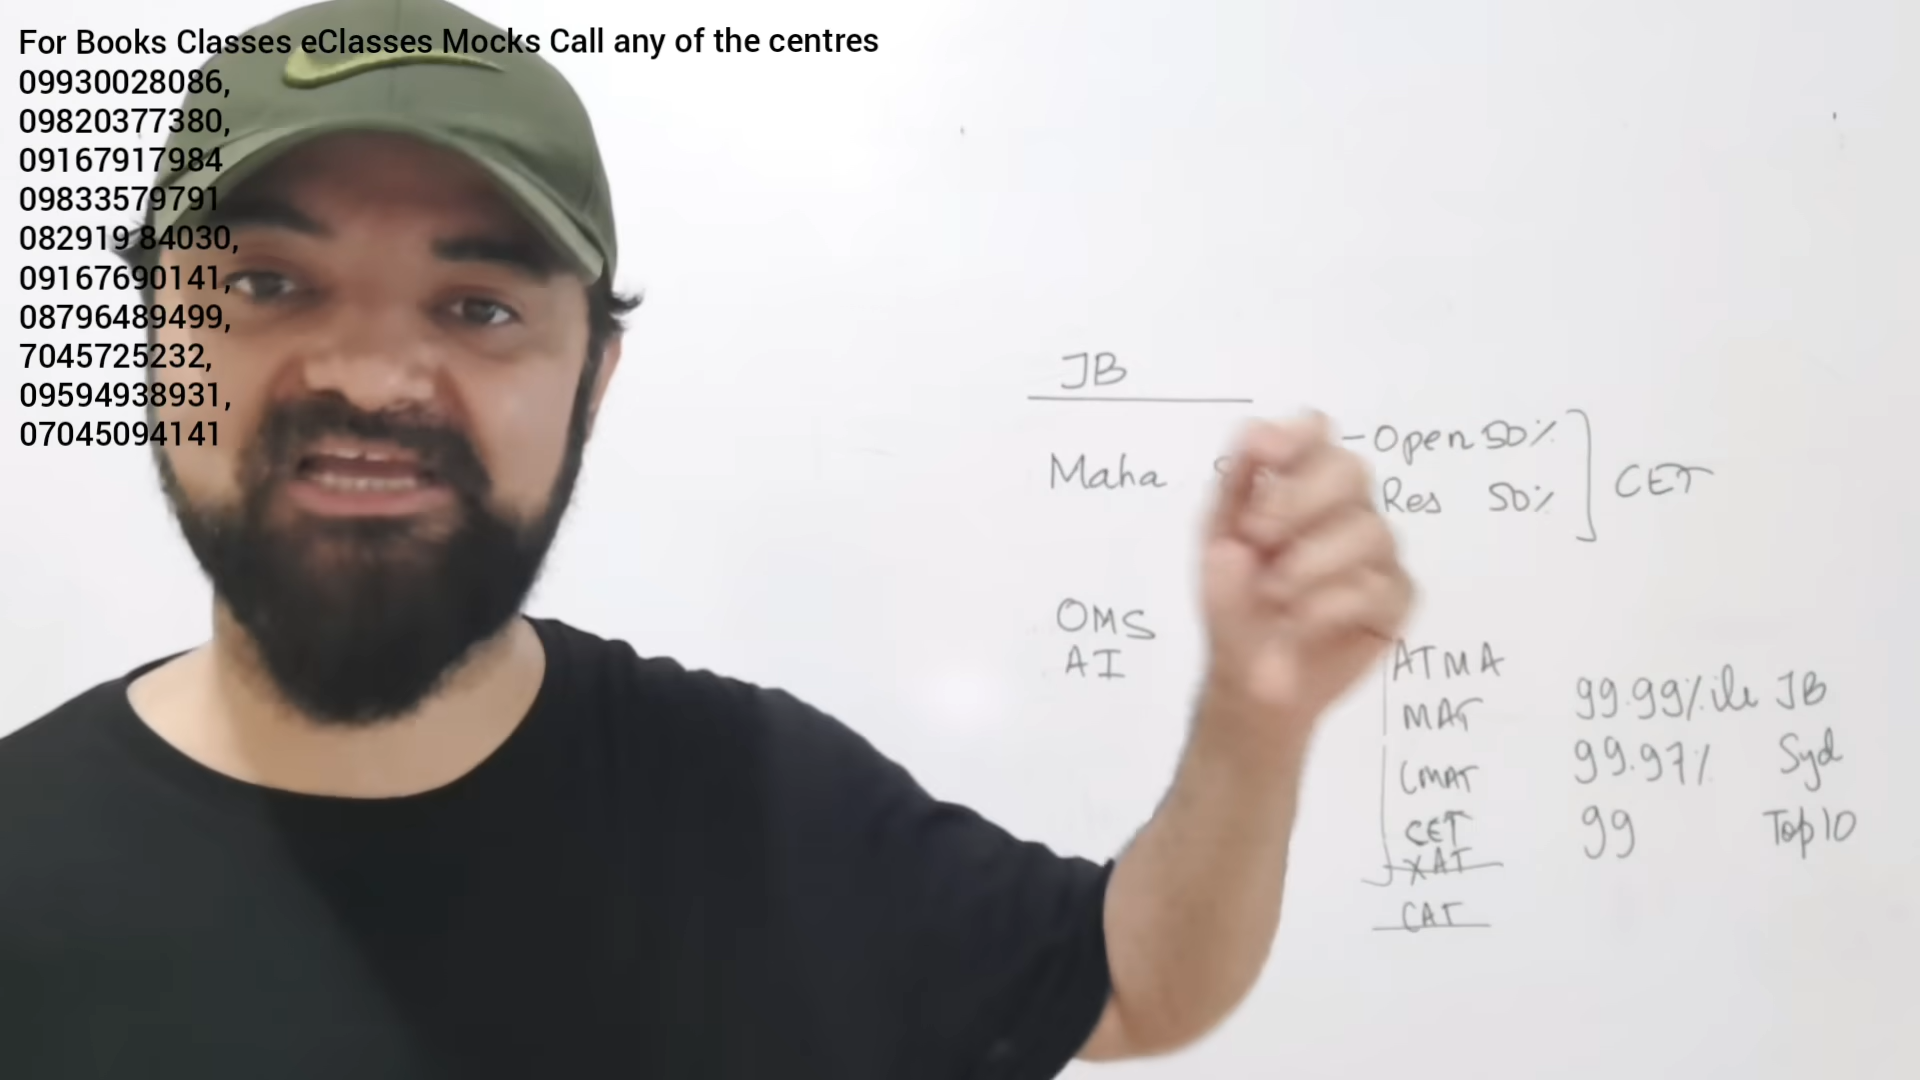 For Books Classes eClasses Mocks Call any of the centres
09930028086,
09820377380,
09167917984
09833579791
082919 84030,
09167690141,
08796489499,
7045725232,
09594938931,
07045094141
JB
Maha
- Open 50%
Res 50%
CET
OMS
AI
ATMA
MAT 99.99%ile JB
CMAT 99.97% Syd
CET 99 Top 10
XAT
CAT